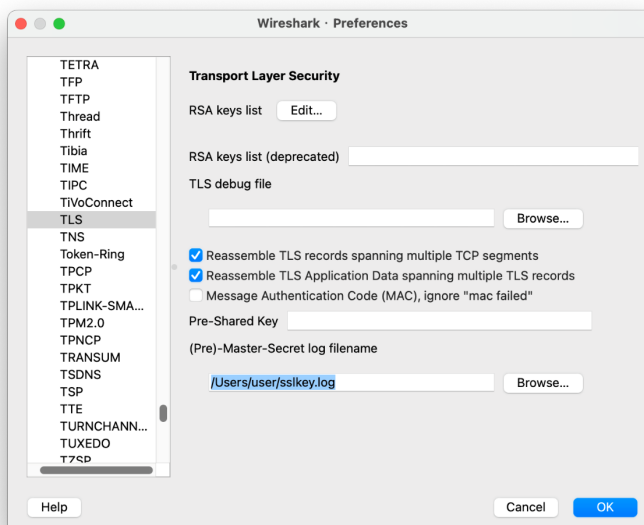 Wireshark · Preferences
TETRA
TFP
TFTP
Thread
Thrift
Tibia
TIME
TIPC
TiVoConnect
TLS
TNS
Token-Ring
TPCP
TPKT
TPLINK-SMA...
TPM2.0
TPNCP
TRANSUM
TSDNS
TSP
TTE
TURNCHANN...
TUXEDO
TZSP
Transport Layer Security
RSA keys list Edit...
RSA keys list (deprecated)
TLS debug file
Browse...
Reassemble TLS records spanning multiple TCP segments
Reassemble TLS Application Data spanning multiple TLS records
Message Authentication Code (MAC), ignore "mac failed"
Pre-Shared Key
(Pre)-Master-Secret log filename
/Users/user/sslkey.log Browse...
Help Cancel OK